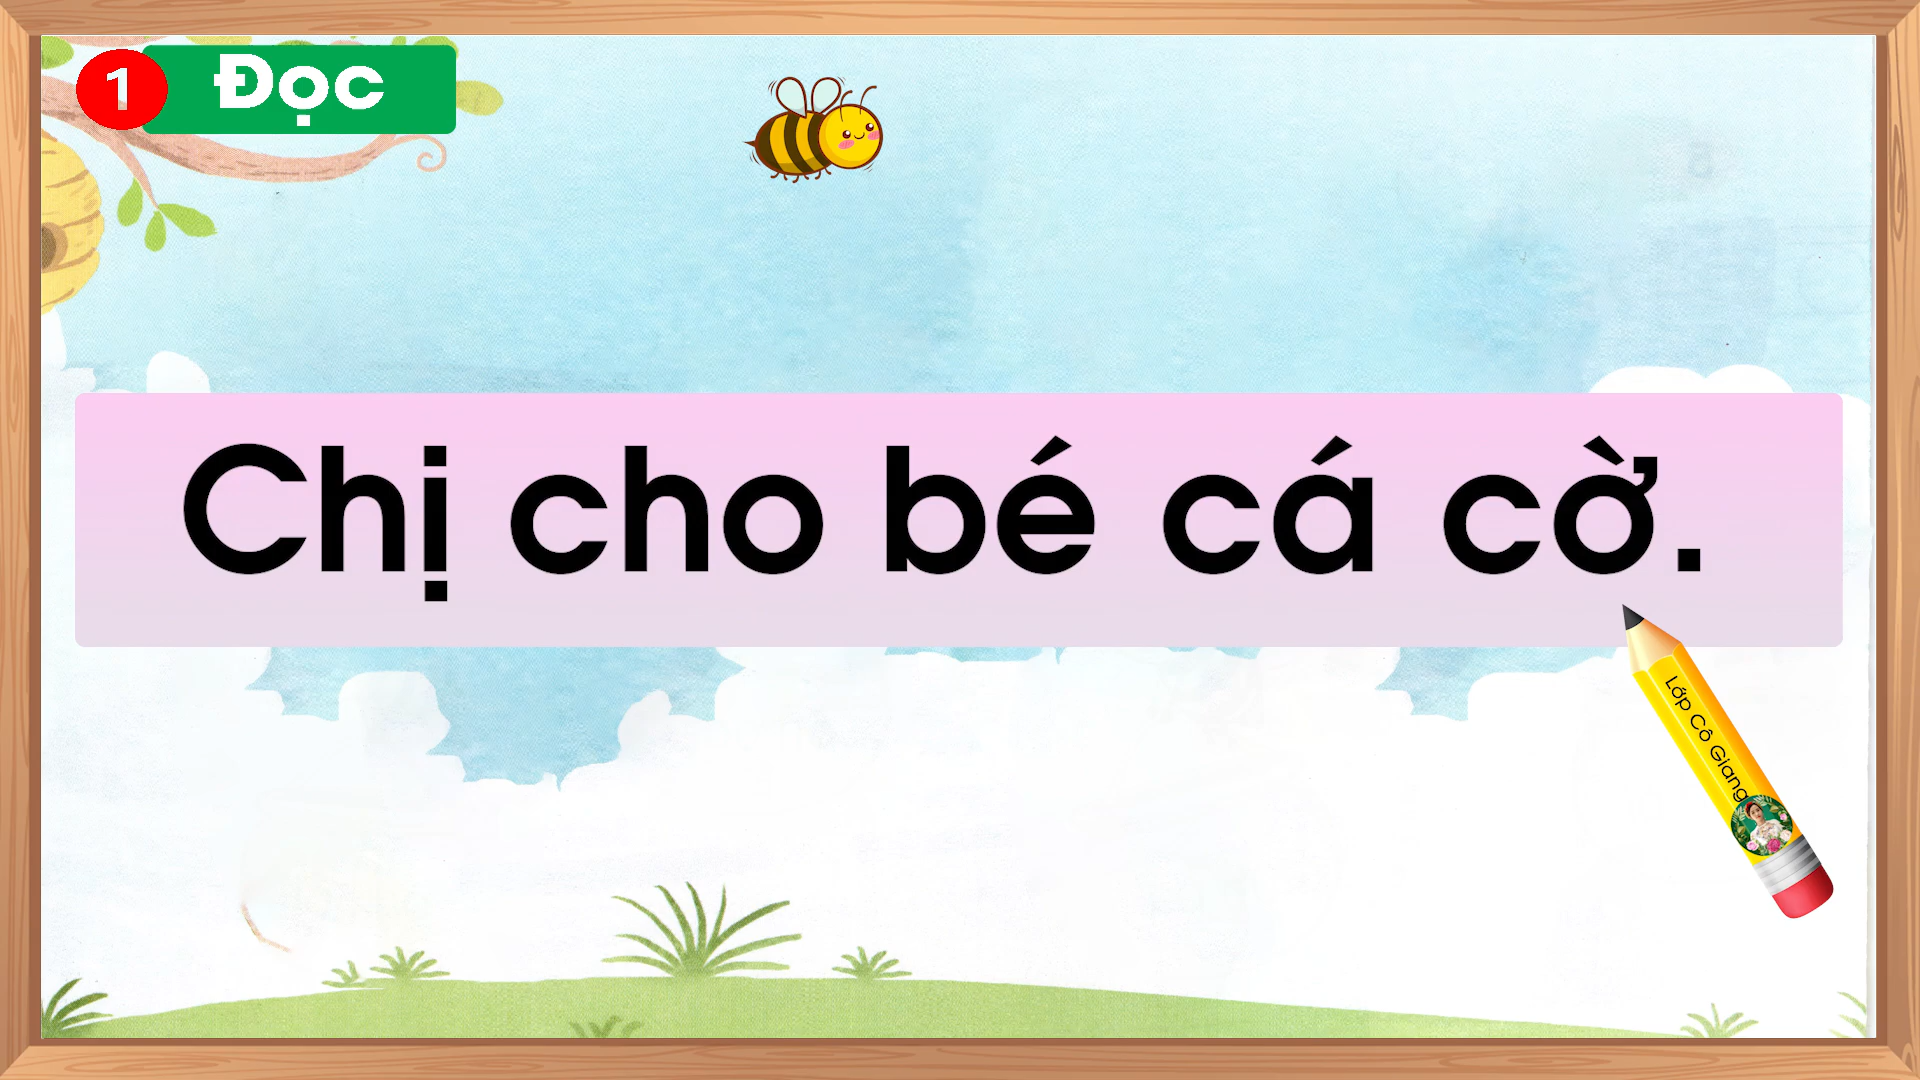 1 Đọc
Chị cho bé cá cờ.
Lớp Cô Giang